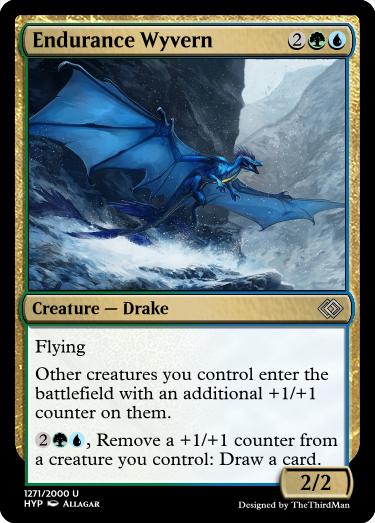 Endurance Wyvern 2
Creature — Drake
Flying
Other creatures you control enter the
battlefield with an additional +1/+1
counter on them.
2, Remove a +1/+1 counter from
a creature you control: Draw a card.
2/2
1271/2000 U
HYP ALLAGAR
Designed by TheThirdMan